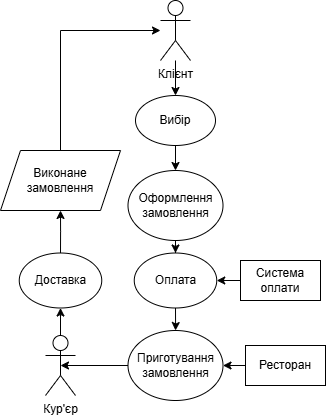 Клієнт
Вибір
Виконане
замовлення
Оформлення
замовлення
Доставка
Оплата
Система
оплати
Приготування
замовлення
Ресторан
Кур'єр